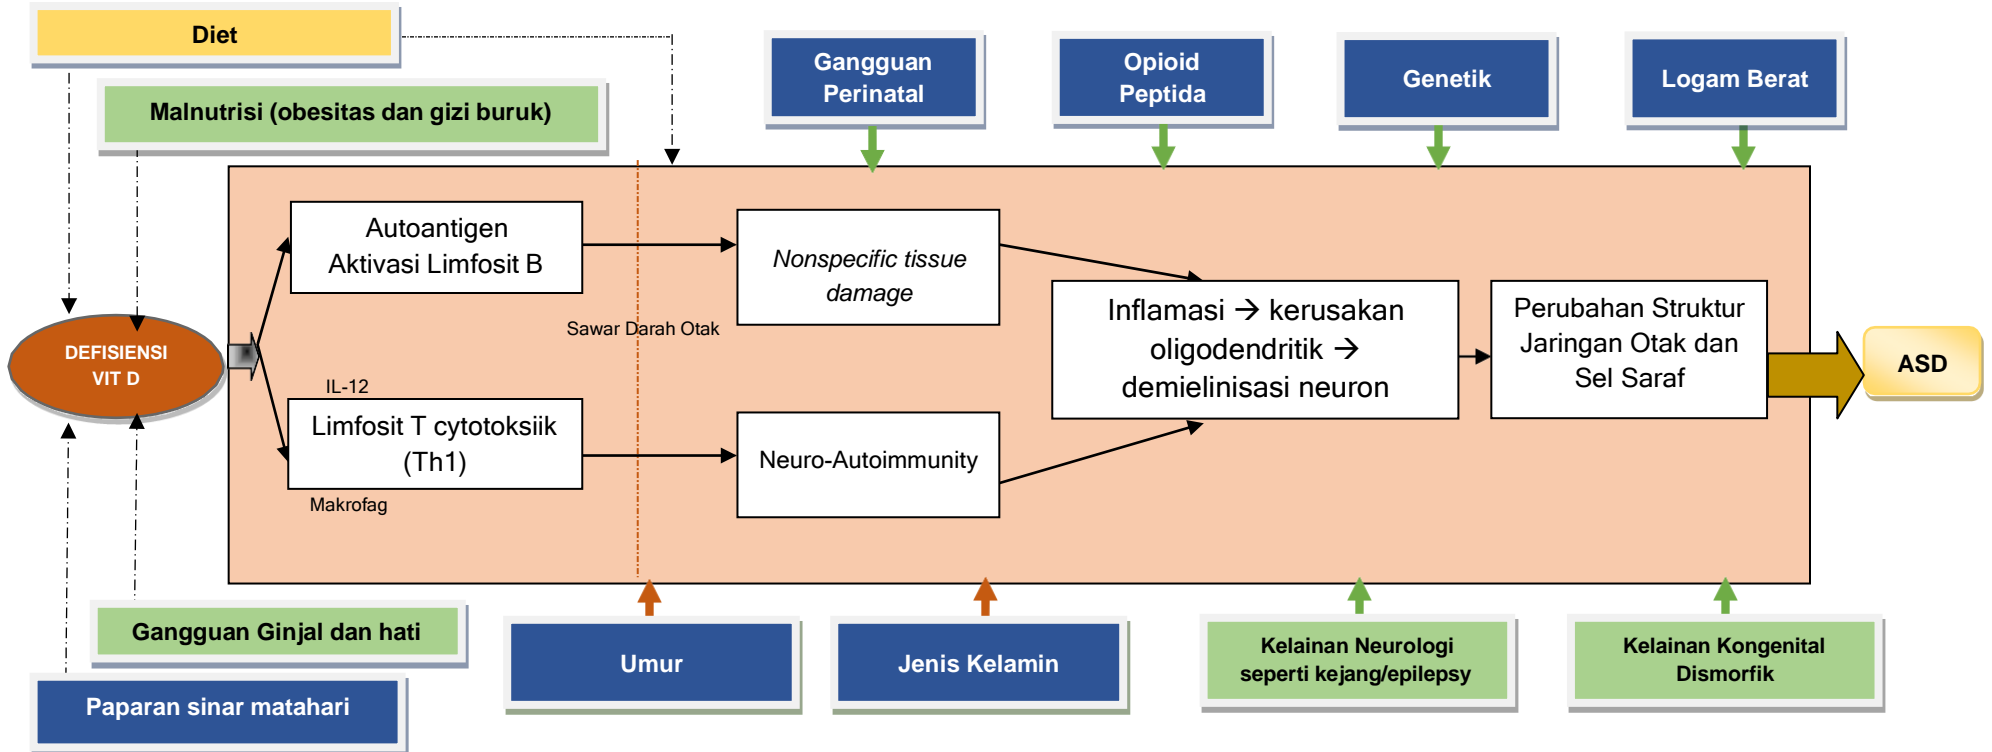 Diet
Malnutrisi (obesitas dan gizi buruk)
Gangguan
Perinatal
Opioid
Peptida
Genetik
Logam Berat
Autoantigen
Aktivasi Limfosit B
Nonspecific tissue
damage
Sawar Darah Otak
Inflamasi → kerusakan
oligodendritik →
demielinisasi neuron
Perubahan Struktur
Jaringan Otak dan
Sel Saraf
ASD
DEFISIENSI
VIT D
IL-12
Limfosit T cytotoksiik
(Th1)
Makrofag
Neuro-Autoimmunity
Gangguan Ginjal dan hati
Paparan sinar matahari
Umur
Jenis Kelamin
Kelainan Neurologi
seperti kejang/epilepsy
Kelainan Kongenital
Dismorfik